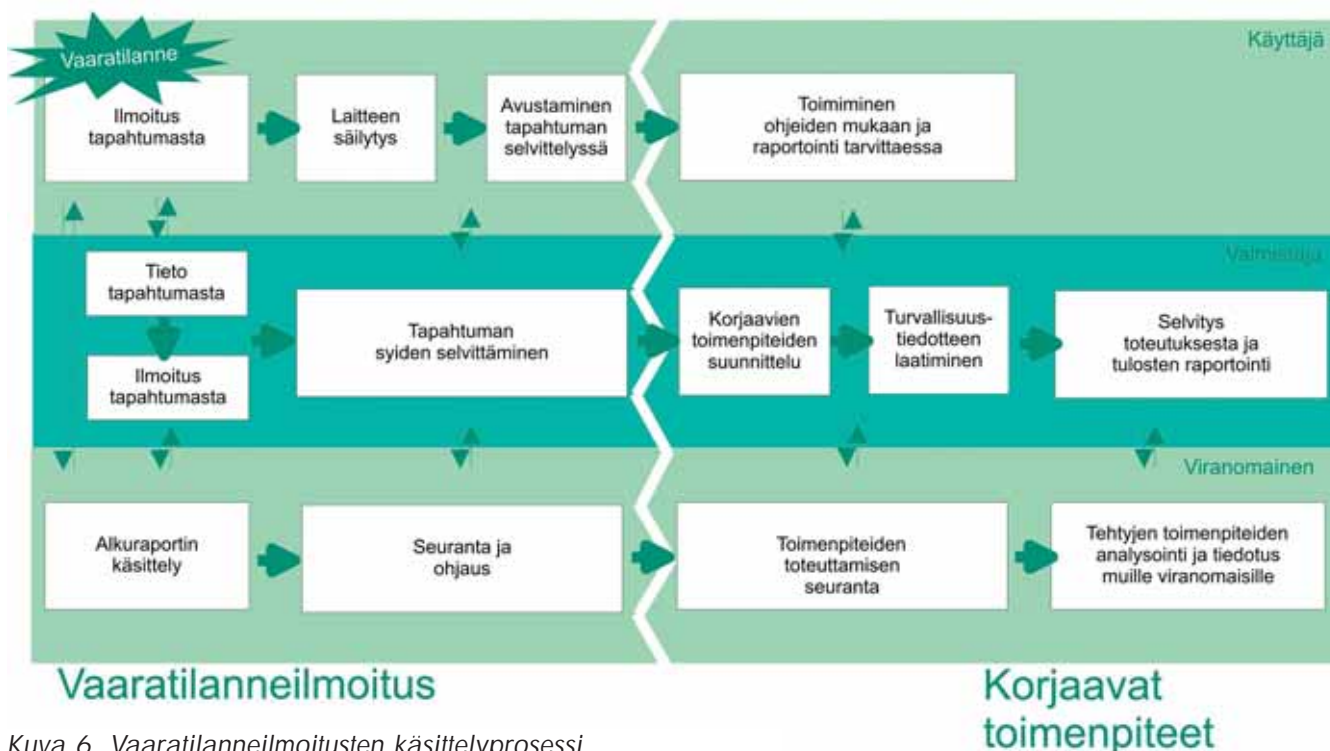 Käyttäjä
Vaaratilanne
Ilmoitus
tapahtumasta
Laitteen
säilytys
Avustaminen
tapahtuman
selvittelyssä
Toimiminen
ohjeiden mukaan ja
raportointi tarvittaessa
Valmistaja
Tieto
tapahtumasta
Ilmoitus
tapahtumasta
Tapahtuman
syiden selvittäminen
Korjaavien
toimenpiteiden
suunnittelu
Turvallisuus-
tiedotteen
laatiminen
Selvitys
toteutuksesta ja
tulosten raportointi
Viranomainen
Alkuraportin
käsittely
Seuranta ja
ohjaus
Toimenpiteiden
toteuttamisen
seuranta
Tehtyjen toimenpiteiden
analysointi ja tiedotus
muille viranomaisille
Vaaratilanneilmoitus
Korjaavat
toimenpiteet
Kuva 6. Vaaratilanneilmoitusten käsittelyprosessi